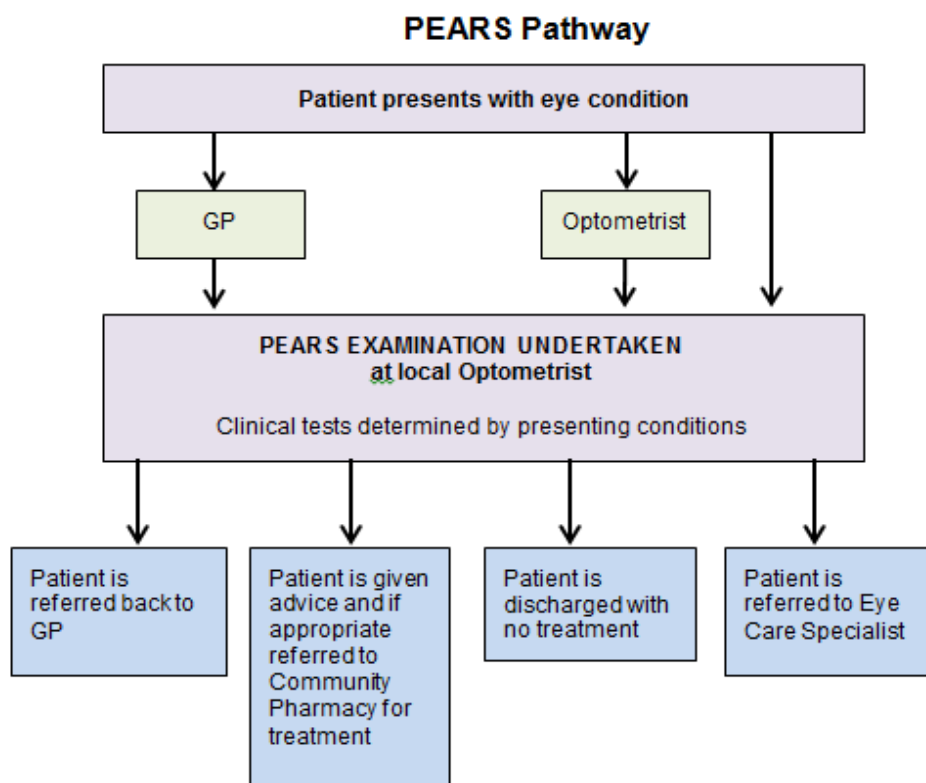 PEARS Pathway
Patient presents with eye condition
GP
Optometrist
PEARS EXAMINATION UNDERTAKEN
at local Optometrist
Clinical tests determined by presenting conditions
Patient is
referred back to
GP
Patient is given
advice and if
appropriate
referred to
Community
Pharmacy for
treatment
Patient is
discharged with
no treatment
Patient is
referred to Eye
Care Specialist